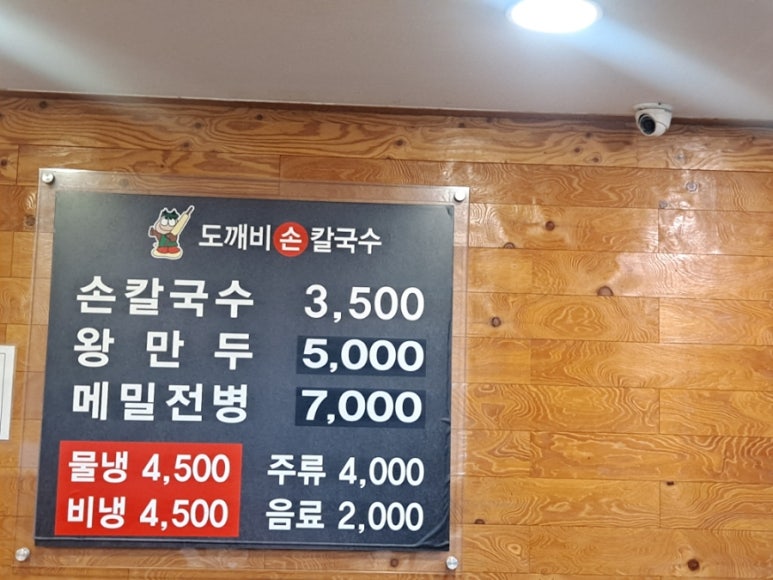 도깨비 손 칼국수
손칼국수 3,500
왕만두 5,000
메밀전병 7,000
물냉 4,500 주류 4,000
비냉 4,500 음료 2,000